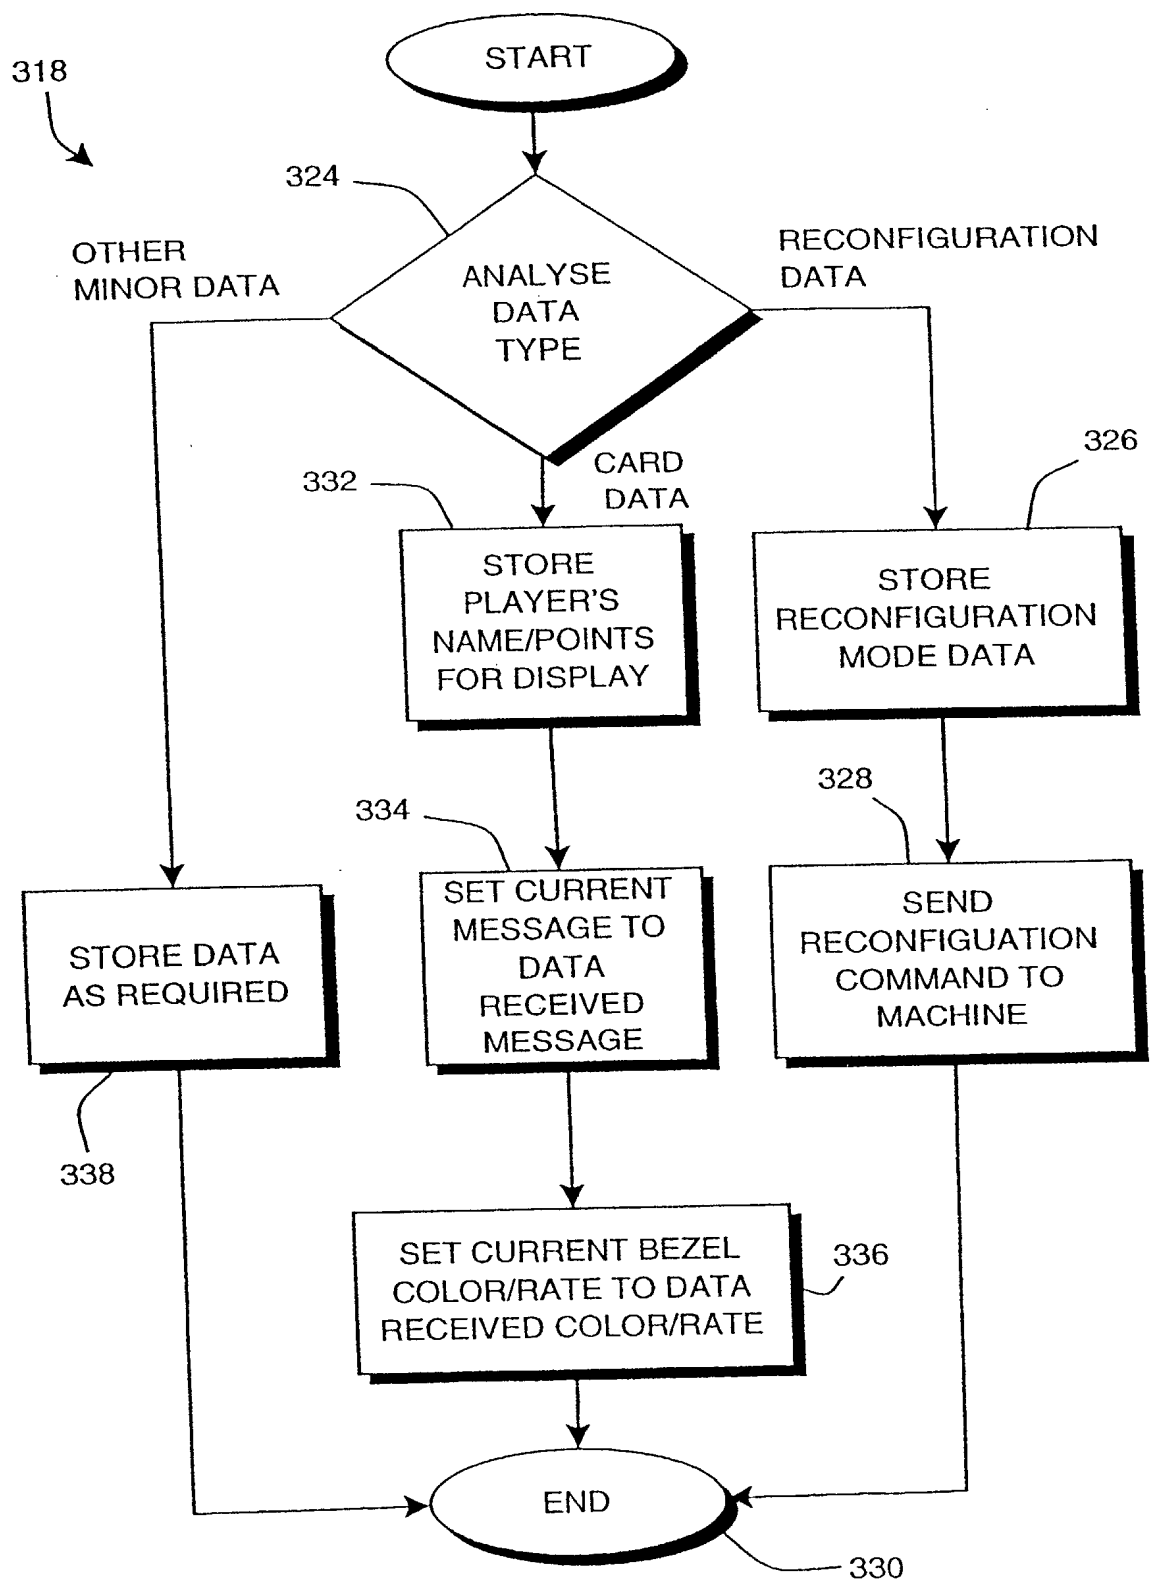 START
318
324
OTHER
MINOR DATA
RECONFIGURATION
DATA
ANALYSE
DATA
TYPE
CARD
DATA
332
326
STORE
PLAYER'S
NAME/POINTS
FOR DISPLAY
STORE
RECONFIGURATION
MODE DATA
334
328
STORE DATA
AS REQUIRED
SET CURRENT
MESSAGE TO
DATA
RECEIVED
MESSAGE
SEND
RECONFIGUATION
COMMAND TO
MACHINE
338
SET CURRENT BEZEL
COLOR/RATE TO DATA
RECEIVED COLOR/RATE
336
END
330